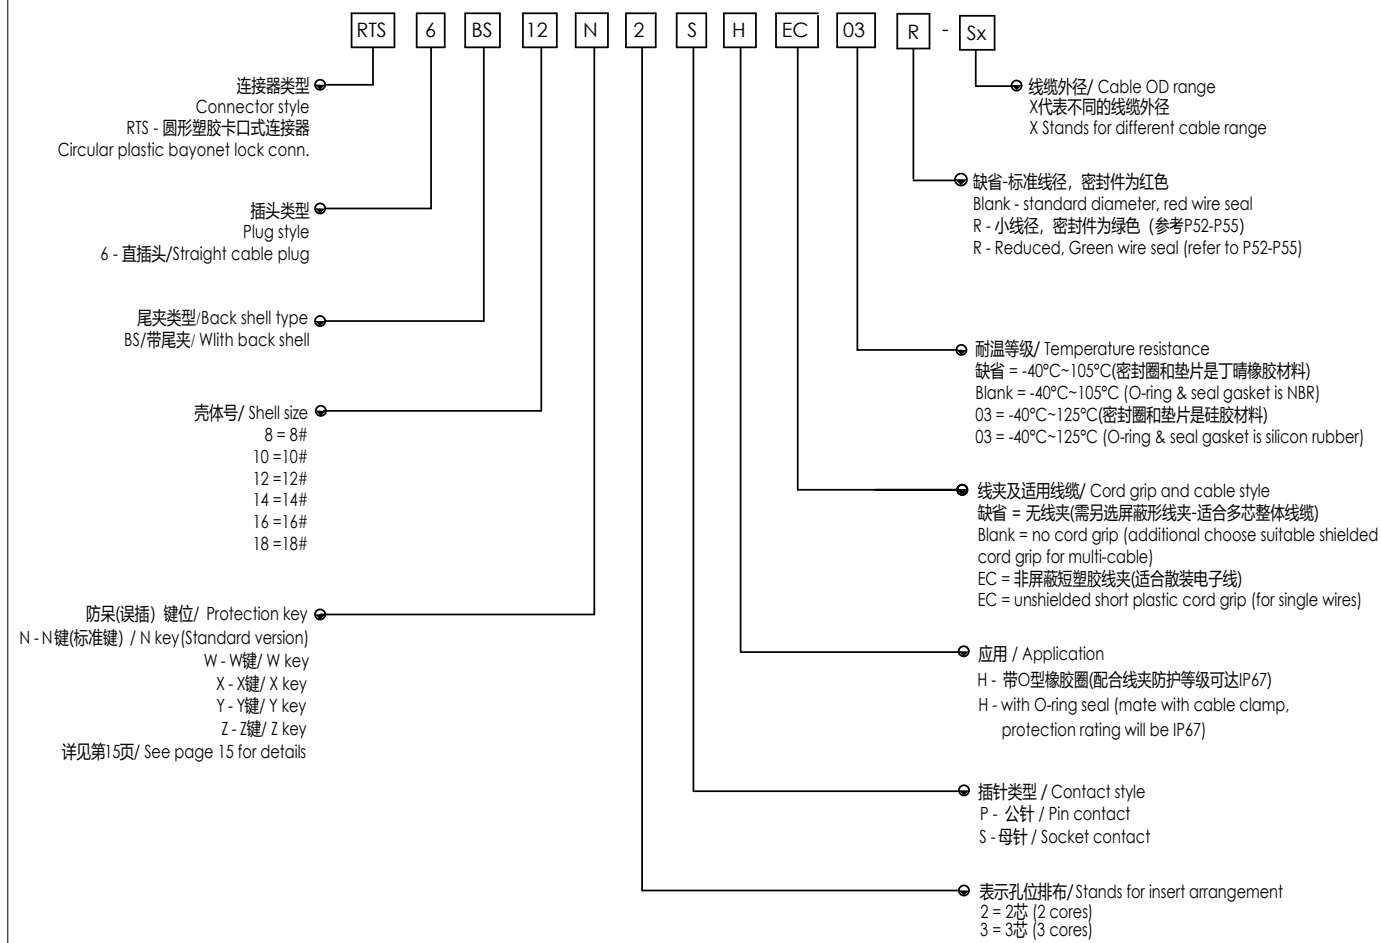 RTS 6 BS 12 N 2 S H EC 03 R - Sx
连接器类型
Connector style
RTS - 圆形塑胶卡口式连接器
Circular plastic bayonet lock conn.
插头类型
Plug style
6 - 直插头/Straight cable plug
尾夹类型/Back shell type
BS/带尾夹/ Wlith back shell
壳体号/ Shell size
8 = 8#
10 =10#
12 =12#
14 =14#
16 =16#
18 =18#
防呆(误插) 键位/ Protection key
N - N键(标准键) / N key(Standard version)
W - W键/ W key
X - X键/ X key
Y - Y键/ Y key
Z - Z键/ Z key
详见第15页/ See page 15 for details
线缆外径/ Cable OD range
X代表不同的线缆外径
X Stands for different cable range
缺省-标准线径，密封件为红色
Blank - standard diameter, red wire seal
R - 小线径，密封件为绿色（参考P52-P55）
R - Reduced, Green wire seal (refer to P52-P55)
耐温等级/ Temperature resistance
缺省 = -40°C~105°C(密封圈和垫片是丁晴橡胶材料)
Blank = -40°C~105°C (O-ring & seal gasket is NBR)
03 = -40°C~125°C(密封圈和垫片是硅胶材料)
03 = -40°C~125°C (O-ring & seal gasket is silicon rubber)
线夹及适用线缆/ Cord grip and cable style
缺省 = 无线夹(需另选屏蔽形线夹-适合多芯整体线缆)
Blank = no cord grip (additional choose suitable shielded
cord grip for multi-cable)
EC = 非屏蔽短塑胶线夹(适合散装电子线)
EC = unshielded short plastic cord grip (for single wires)
应用 / Application
H - 带O型橡胶圈(配合线夹防护等级可达IP67)
H - with O-ring seal (mate with cable clamp,
protection rating will be IP67)
插针类型 / Contact style
P - 公针 / Pin contact
S - 母针 / Socket contact
表示孔位排布/ Stands for insert arrangement
2 = 2芯 (2 cores)
3 = 3芯 (3 cores)